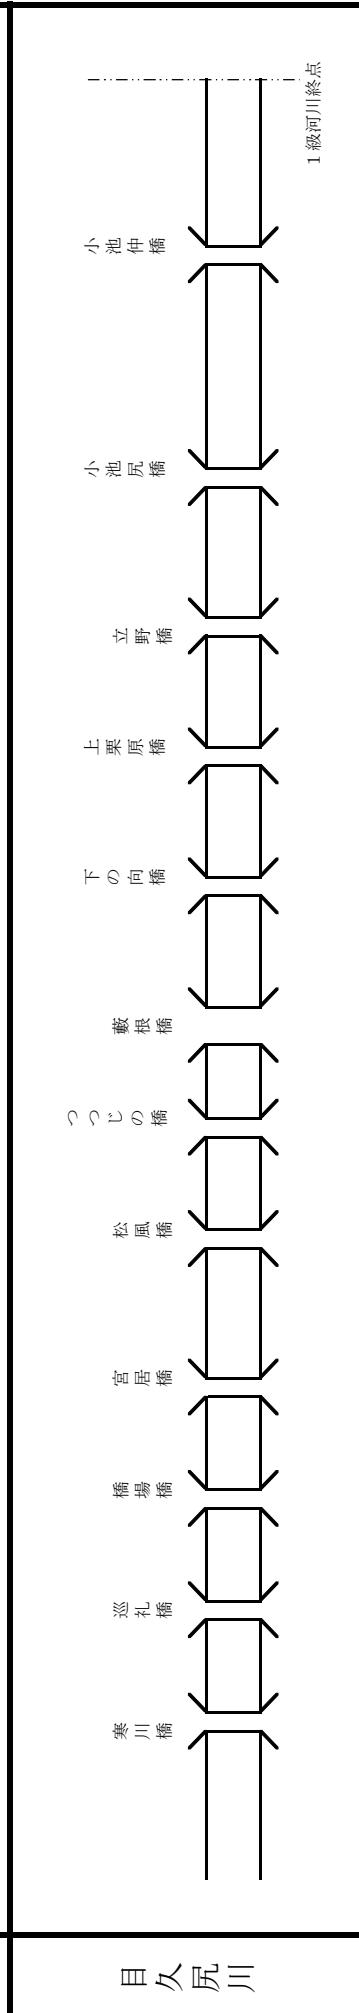 1級河川終点
小池仲橋
小池尻橋
立野橋
上栗原橋
下の向橋
藪根橋
つつじの橋
松風橋
宮居橋
橋場橋
巡礼橋
寒川橋
目久尻川